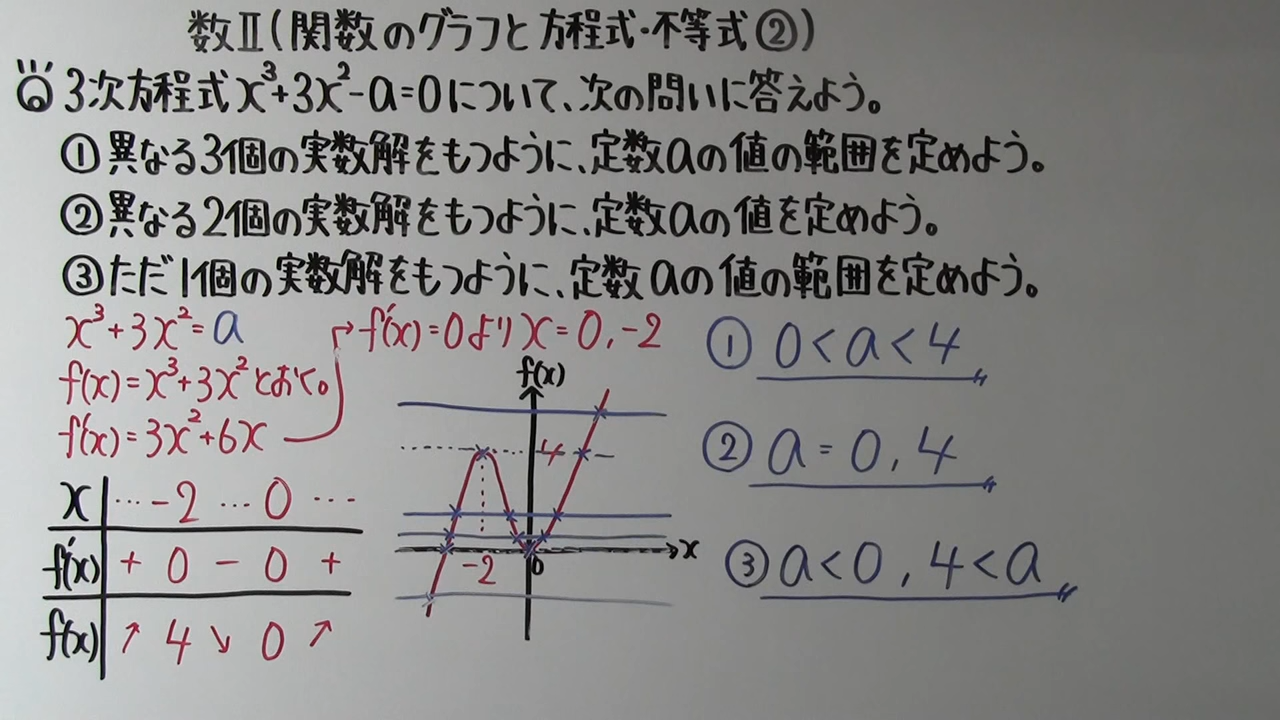 数Ⅱ(関数のグラフと方程式・不等式②)
3次方程式x³+3x²-a=0について、次の問いに答えよう。
①異なる3個の実数解をもつように、定数aの値の範囲を定めよう。
②異なる2個の実数解をもつように、定数aの値を定めよう。
③ただ1個の実数解をもつように、定数aの値の範囲を定めよう。
x³+3x²=a
f(x)=x³+3x²とおく。
f'(x)=3x²+6x
f'(x)=0よりx=0,-2
x … -2 … 0 …
f'(x) + 0 - 0 +
f(x) ↗ 4 ↘ 0 ↗
f(x)
4
x
-2
0
① 0<a<4
② a=0,4
③ a<0,4<a